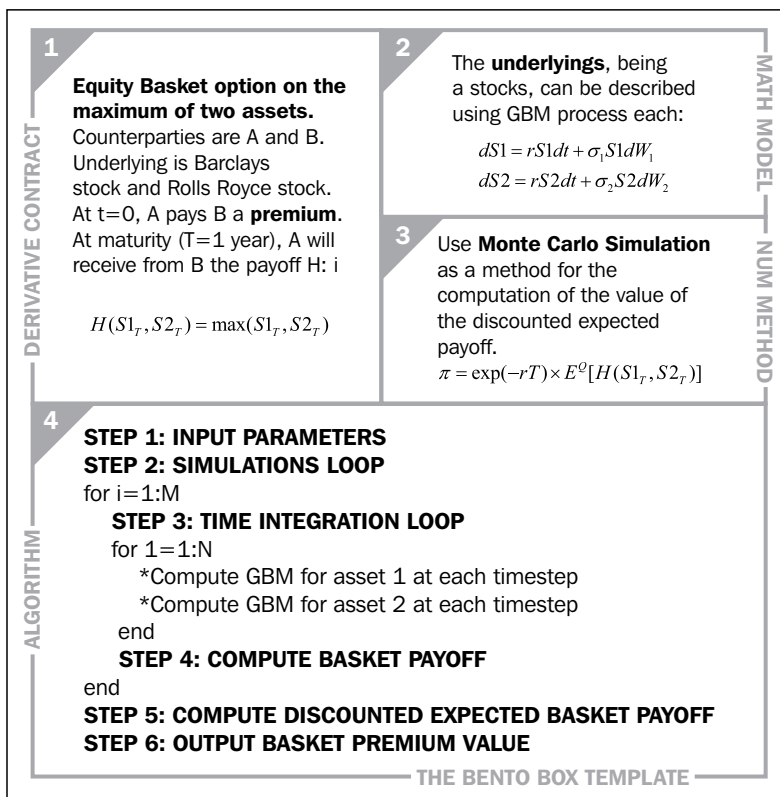 1
DERIVATIVE CONTRACT
Equity Basket option on the
maximum of two assets.
Counterparties are A and B.
Underlying is Barclays
stock and Rolls Royce stock.
At t=0, A pays B a premium.
At maturity (T=1 year), A will
receive from B the payoff H: i
H(S1_T, S2_T) = max(S1_T, S2_T)
2
MATH MODEL
The underlyings, being
a stocks, can be described
using GBM process each:
dS1 = rS1dt + σ₁S1dW₁
dS2 = rS2dt + σ₂S2dW₂
3
NUM METHOD
Use Monte Carlo Simulation
as a method for the
computation of the value of
the discounted expected
payoff.
π = exp(−rT) × E^Q[H(S1_T, S2_T)]
4
ALGORITHM
STEP 1: INPUT PARAMETERS
STEP 2: SIMULATIONS LOOP
for i=1:M
STEP 3: TIME INTEGRATION LOOP
for 1=1:N
*Compute GBM for asset 1 at each timestep
*Compute GBM for asset 2 at each timestep
end
STEP 4: COMPUTE BASKET PAYOFF
end
STEP 5: COMPUTE DISCOUNTED EXPECTED BASKET PAYOFF
STEP 6: OUTPUT BASKET PREMIUM VALUE
THE BENTO BOX TEMPLATE